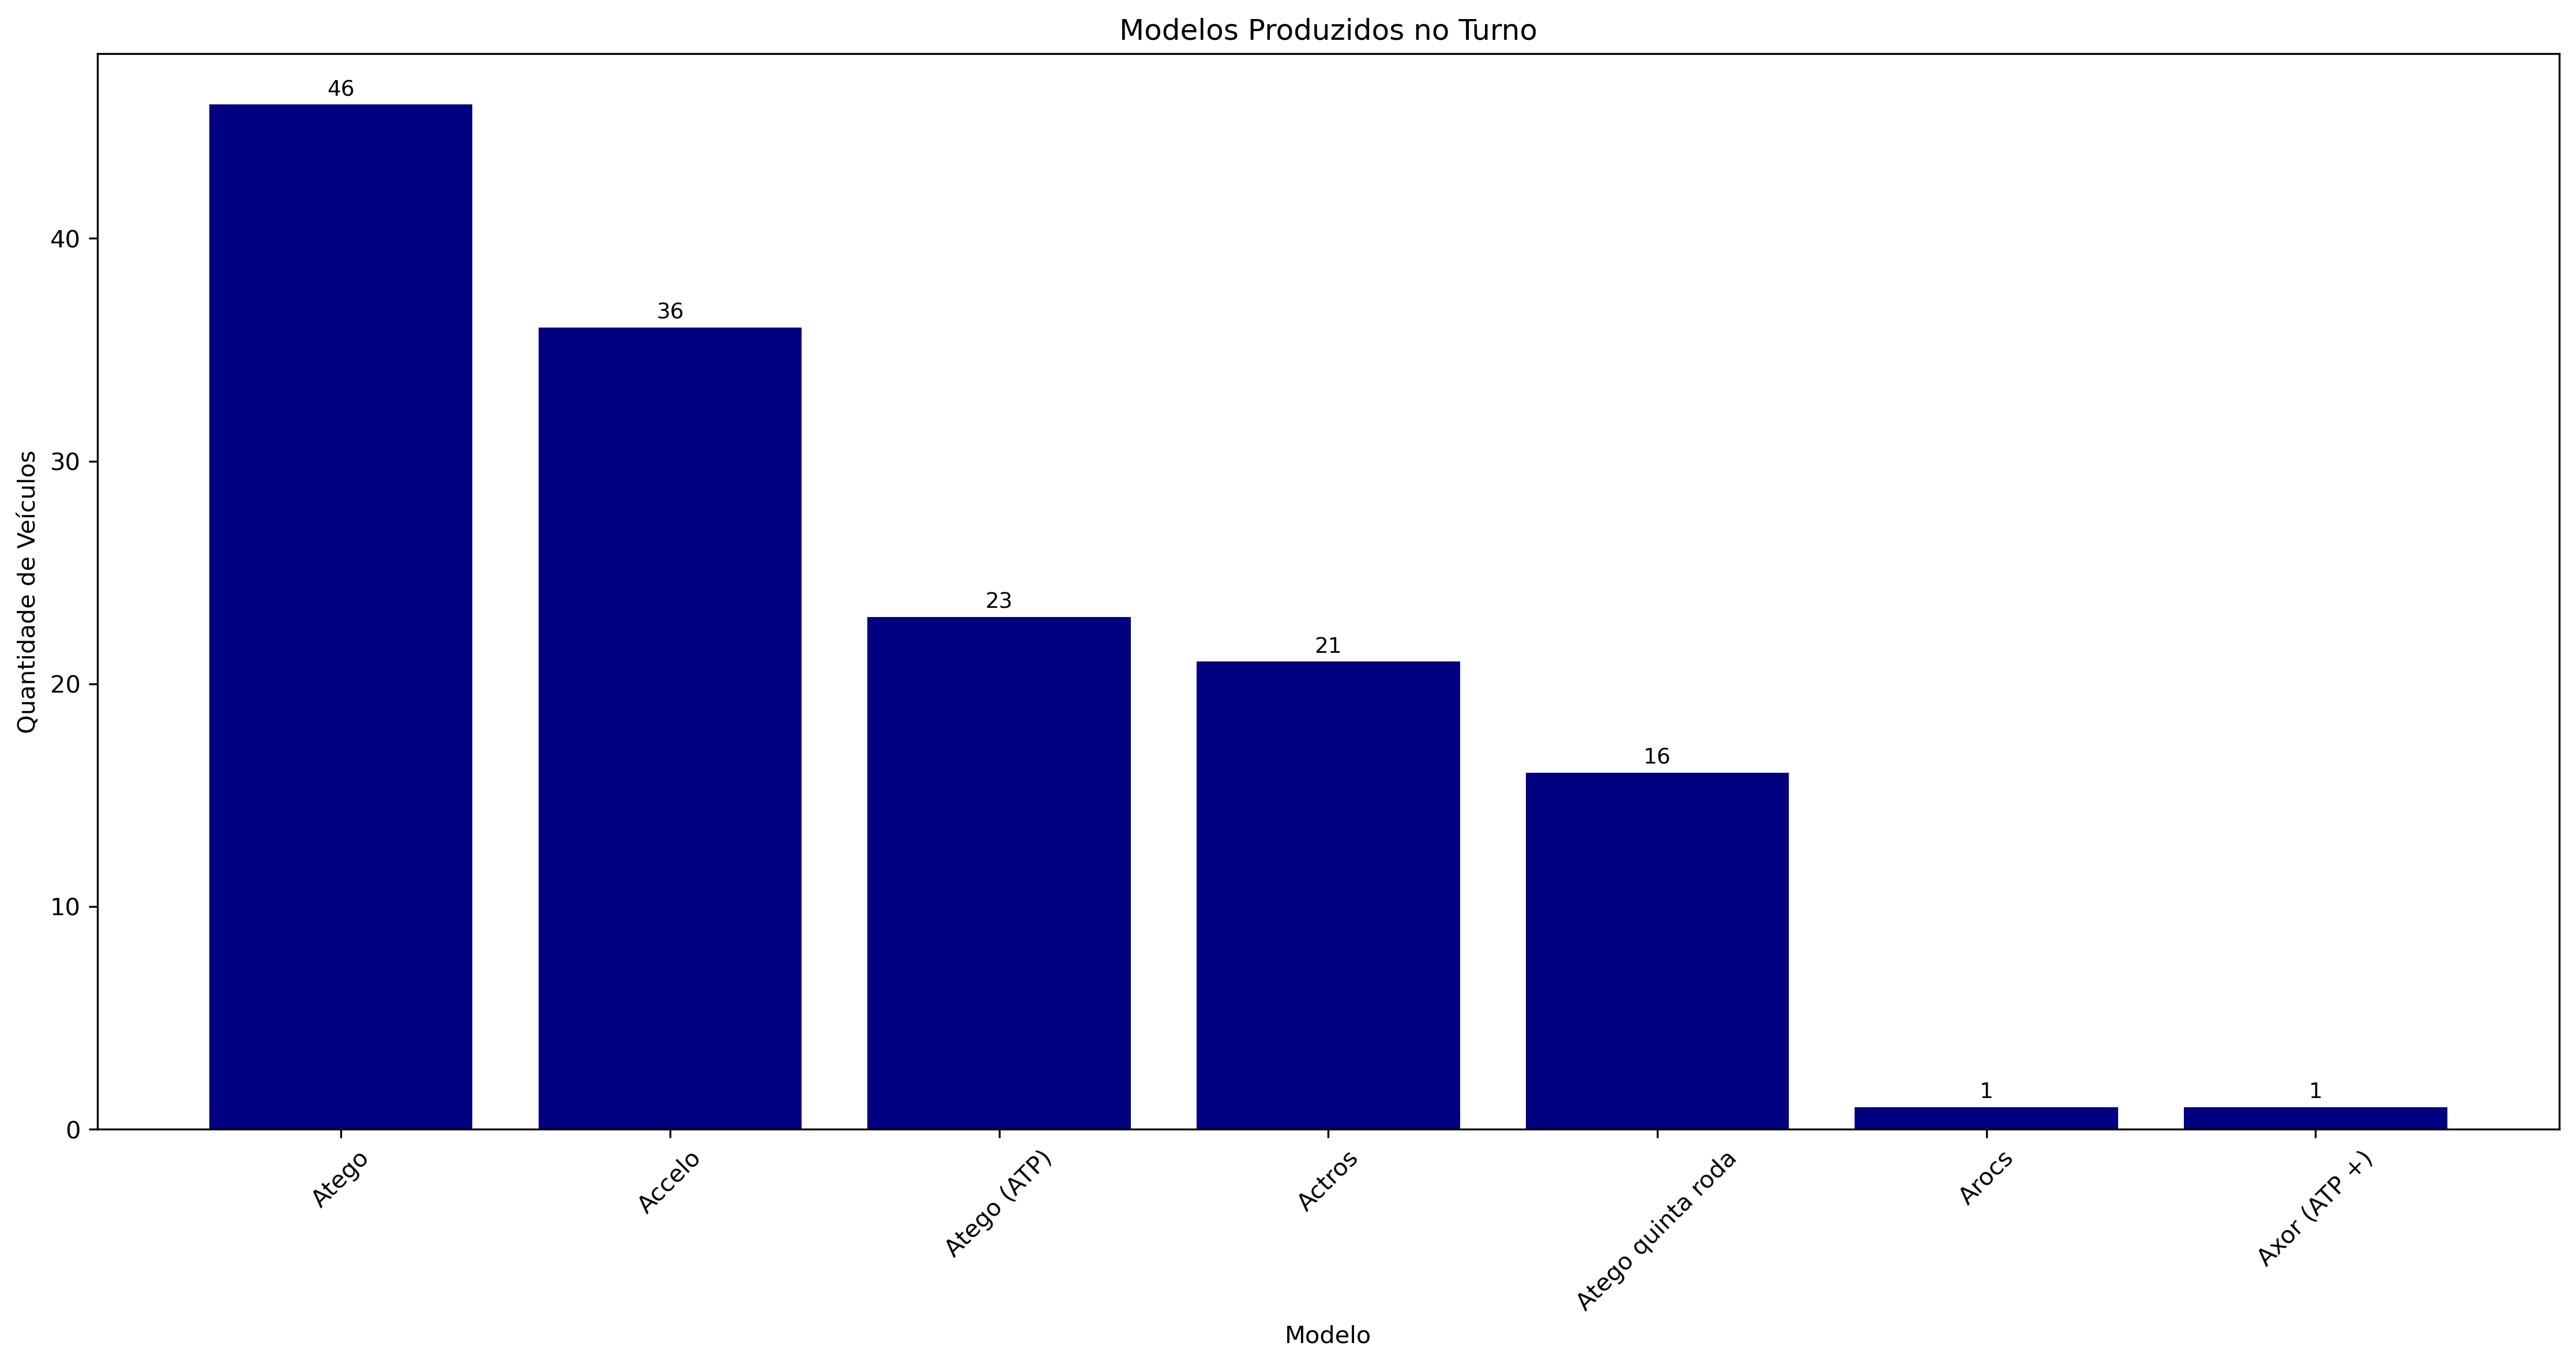 Modelos Produzidos no Turno
46
36
23
21
16
1
1
40
30
20
10
0
Quantidade de Veículos
Atego
Accelo
Atego (ATP)
Actros
Atego quinta roda
Arocs
Axor (ATP +)
Modelo